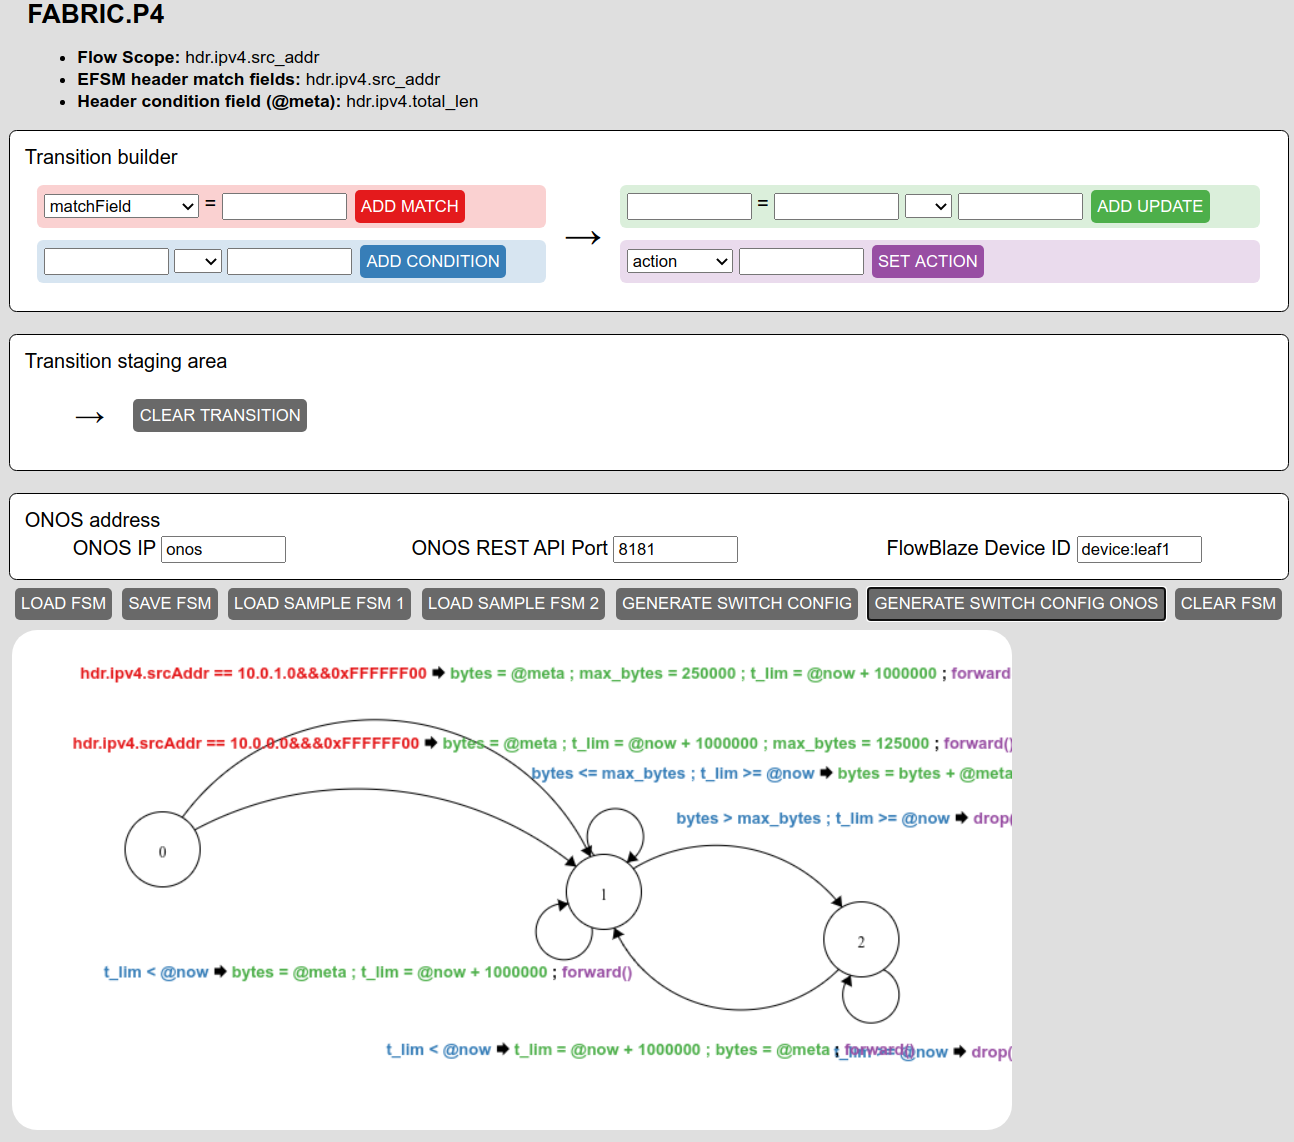 FABRIC.P4
• Flow Scope: hdr.ipv4.src_addr
• EFSM header match fields: hdr.ipv4.src_addr
• Header condition field (@meta): hdr.ipv4.total_len
Transition builder
matchField = ADD MATCH
= ADD UPDATE
ADD CONDITION
action SET ACTION
Transition staging area
CLEAR TRANSITION
ONOS address
ONOS IP onos ONOS REST API Port 8181 FlowBlaze Device ID device:leaf1
LOAD FSM SAVE FSM LOAD SAMPLE FSM 1 LOAD SAMPLE FSM 2 GENERATE SWITCH CONFIG GENERATE SWITCH CONFIG ONOS CLEAR FSM
hdr.ipv4.srcAddr == 10.0.1.0&&&0xFFFFFF00 🡆 bytes = @meta ; max_bytes = 250000 ; t_lim = @now + 1000000 ; forward
hdr.ipv4.srcAddr == 10.0.0.0&&&0xFFFFFF00 🡆 bytes = @meta ; t_lim = @now + 1000000 ; max_bytes = 125000 ; forward()
bytes <= max_bytes ; t_lim >= @now 🡆 bytes = bytes + @meta
bytes > max_bytes ; t_lim >= @now 🡆 drop(
0
1
2
t_lim < @now 🡆 bytes = @meta ; t_lim = @now + 1000000 ; forward()
t_lim < @now 🡆 t_lim = @now + 1000000 ; bytes = @meta ; forward()
t_lim >= @now 🡆 drop(